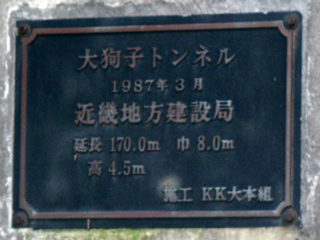 大狗子トンネル
1987年3月
近畿地方建設局
延長 170.0m 巾 8.0m
高 4.5m
施工 KK大本組